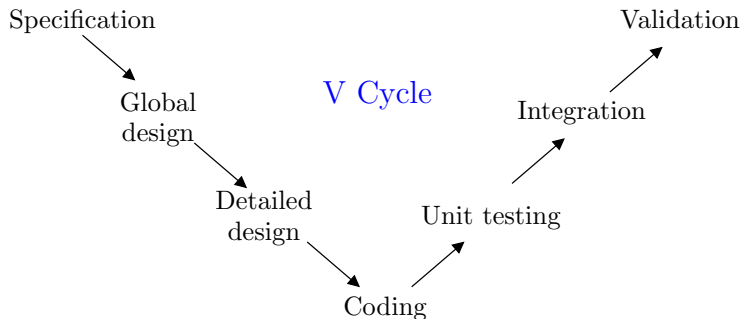 Specification
Validation
V Cycle
Global
design
Integration
Detailed
design
Unit testing
Coding